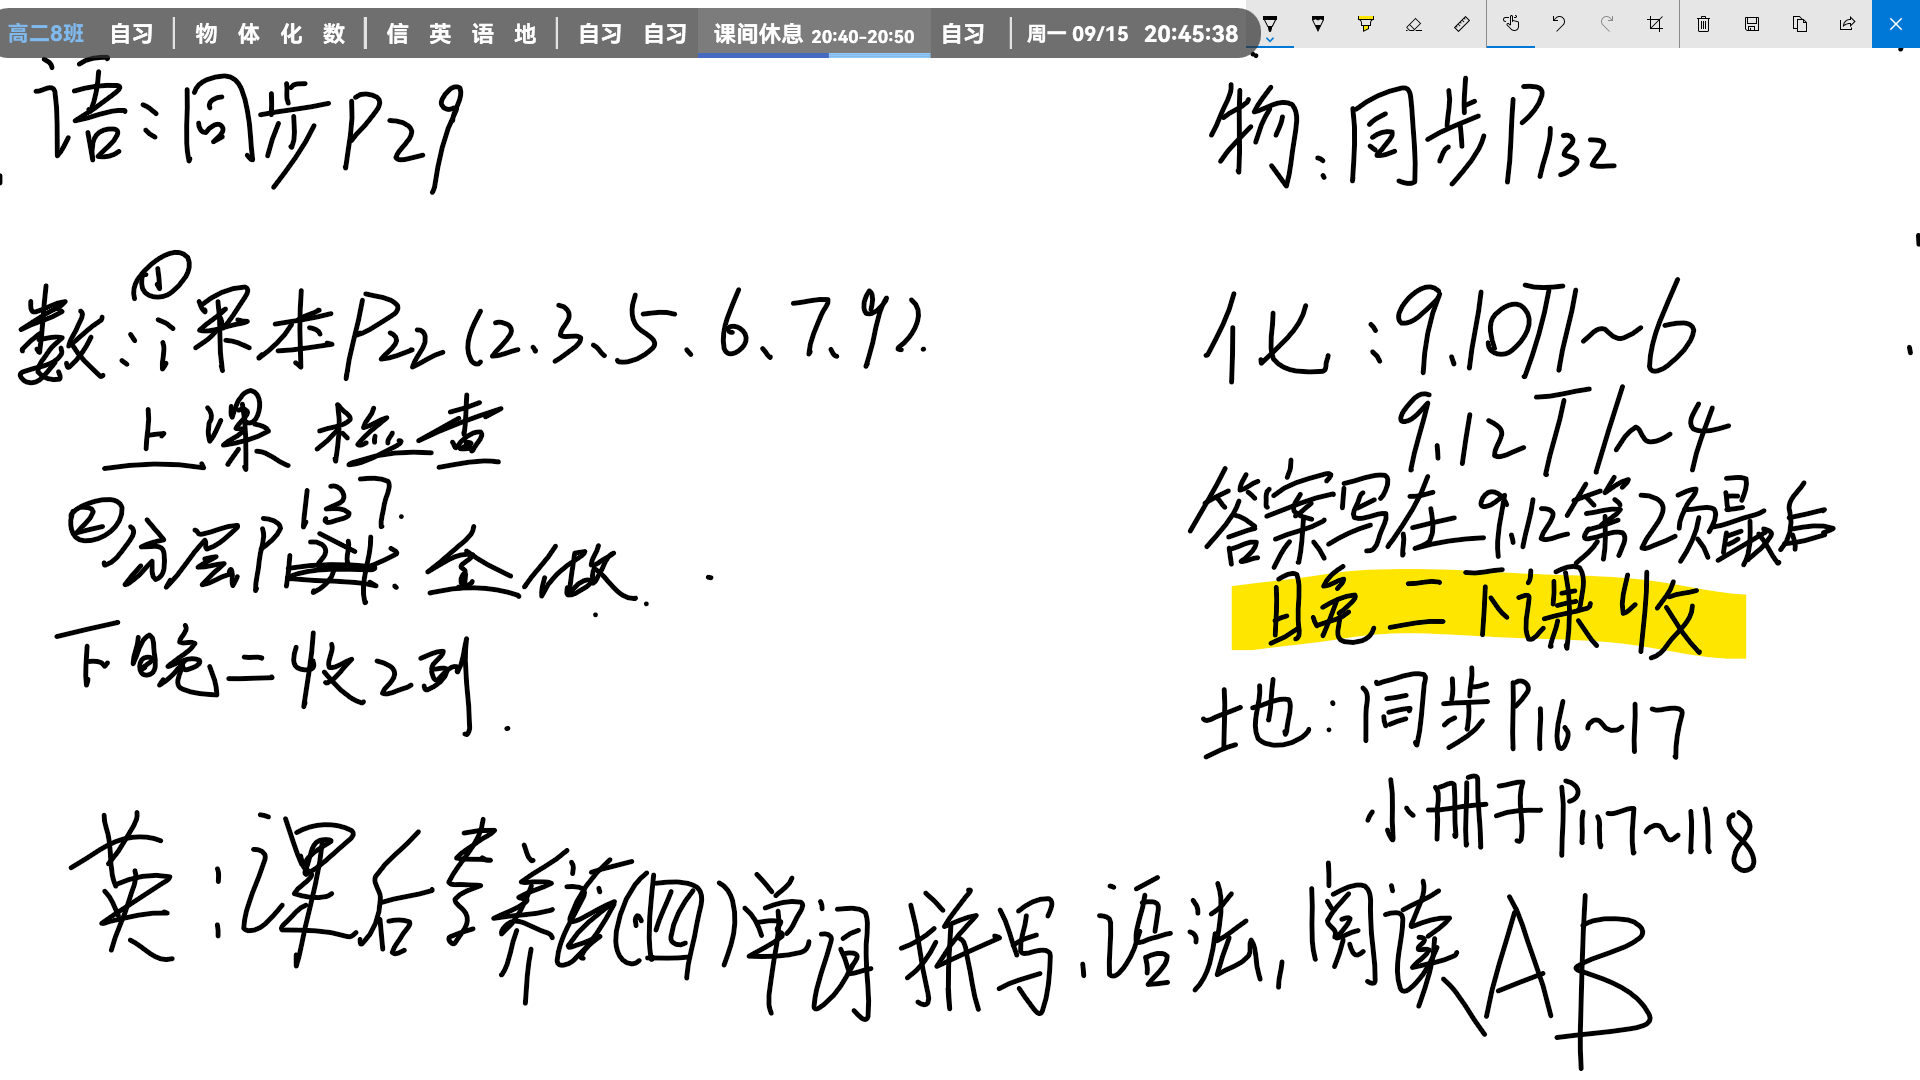 高二8班 自习 | 物 体 化 数 | 信 英 语 地 | 自习 自习 课间休息 20:40-20:50 自习 | 周一 09/15 20:45:38
语:同步P29
数:①课本P22(2、3、5、6、7、9).
上课检查
②分层P137. 全做.
下晚二收2列.
英:课后素养(四)单词拼写、语法,阅读AB
物:同步P132
化:9.10T1~6
9.12T1~4
答案写在9.12第2项最后
晚二下课收
地:同步P16~17
小册子P117~118